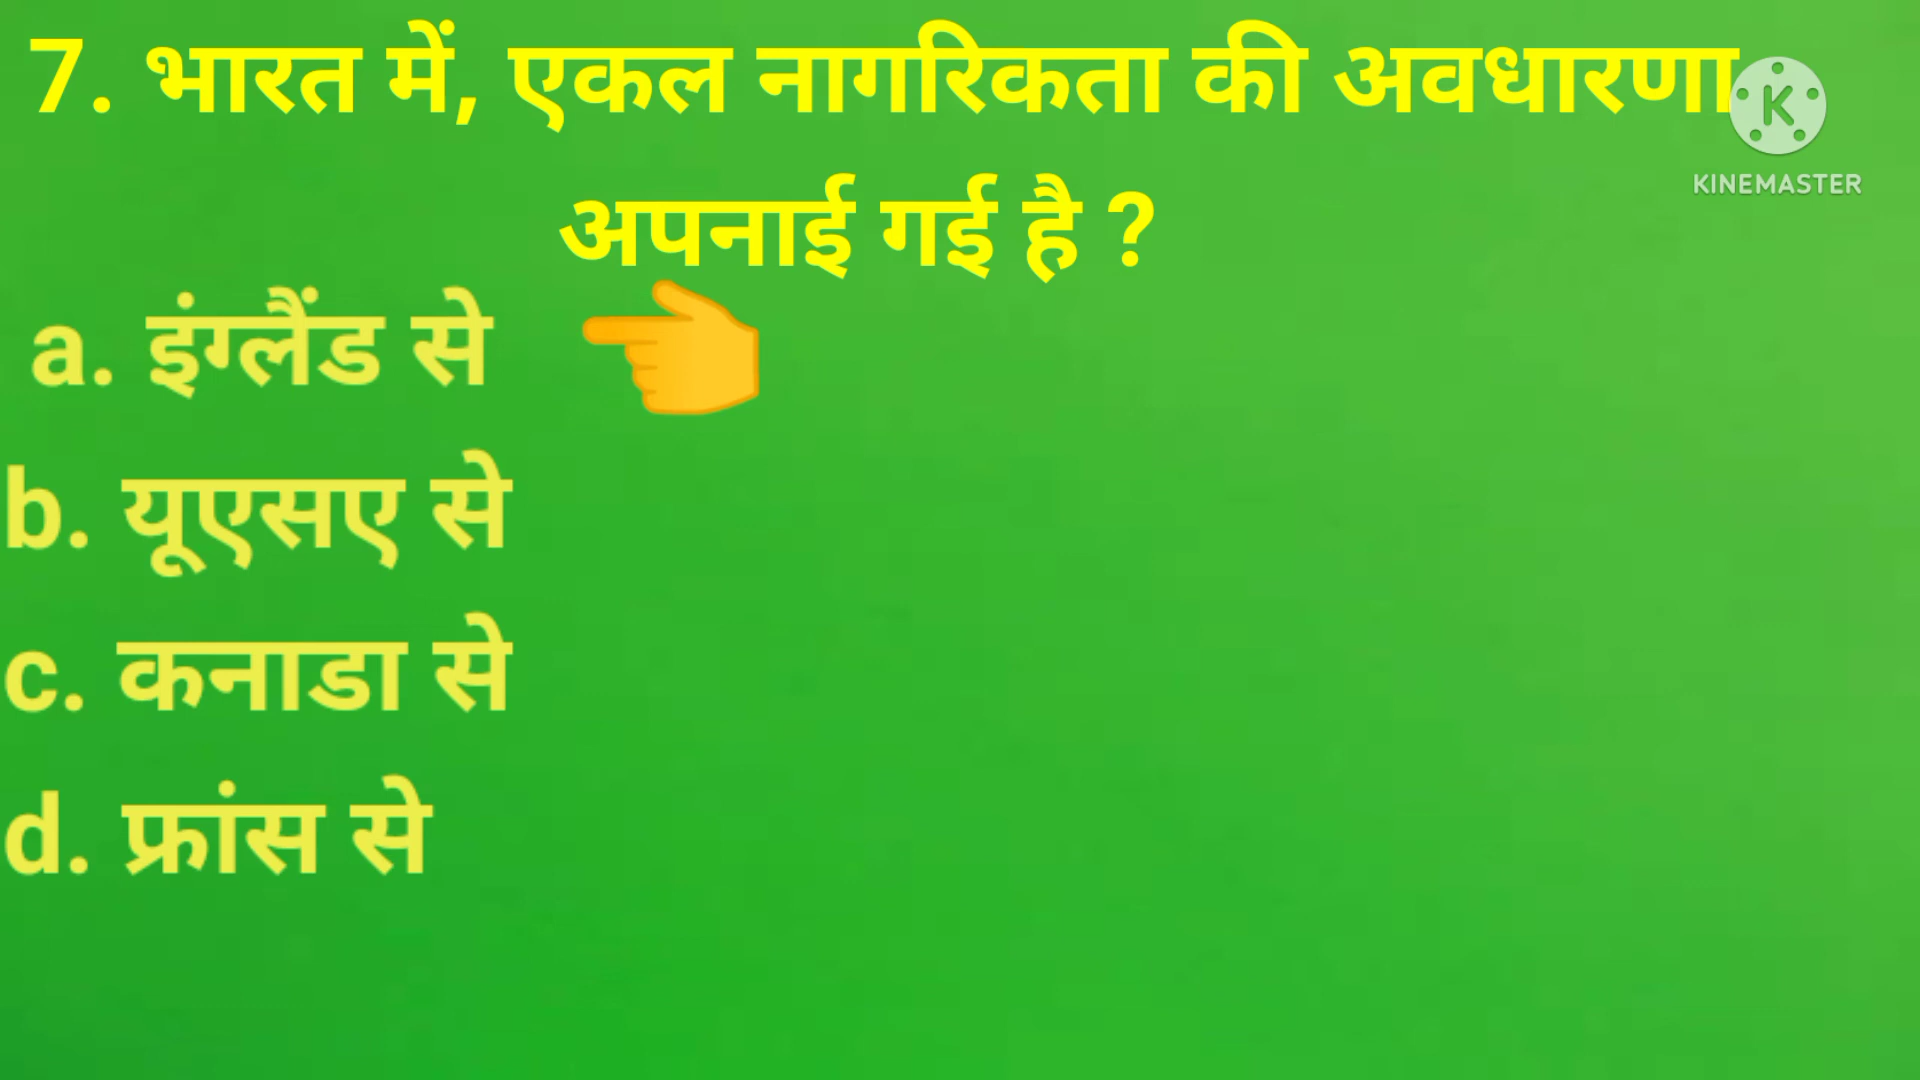 7. भारत में, एकल नागरिकता की अवधारणा
अपनाई गई है ?
a. इंग्लैंड से
b. यूएसए से
c. कनाडा से
d. फ्रांस से
K
KINEMASTER